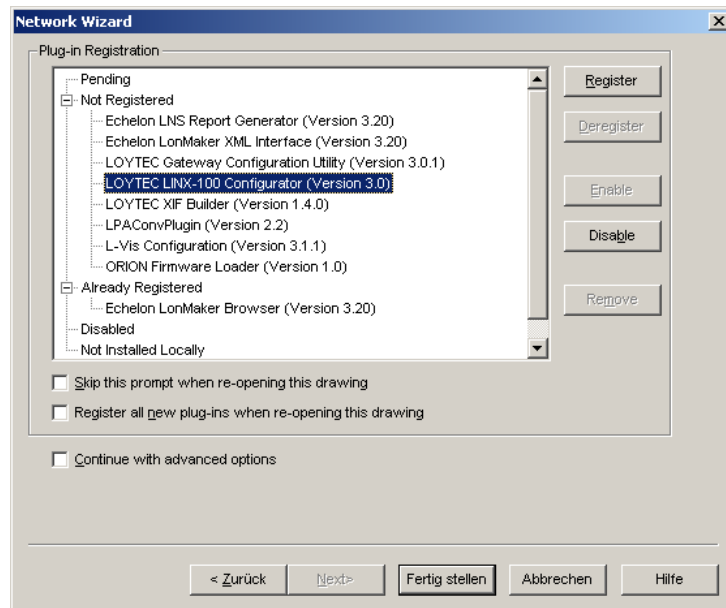 Network Wizard
Plug-in Registration
Pending
Not Registered
Echelon LNS Report Generator (Version 3.20)
Echelon LonMaker XML Interface (Version 3.20)
LOYTEC Gateway Configuration Utility (Version 3.0.1)
LOYTEC LINX-100 Configurator (Version 3.0)
LOYTEC XIF Builder (Version 1.4.0)
LPAConvPlugin (Version 2.2)
L-Vis Configuration (Version 3.1.1)
ORION Firmware Loader (Version 1.0)
Already Registered
Echelon LonMaker Browser (Version 3.20)
Disabled
Not Installed Locally
Register
Deregister
Enable
Disable
Remove
Skip this prompt when re-opening this drawing
Register all new plug-ins when re-opening this drawing
Continue with advanced options
< Zurück Next> Fertig stellen Abbrechen Hilfe